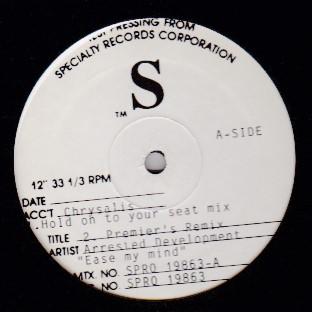 TEST PRESSING FROM
SPECIALTY RECORDS CORPORATION
S
TM
A-SIDE
12" 33 1/3 RPM
DATE
ACC'T Chrysalis
.Hold on to your seat mix
TITLE 2. Premier's Remix
ARTIST Arrested Development
"Ease my mind"
MTX. NO SPRO 19863-A
NO SPRO 19863